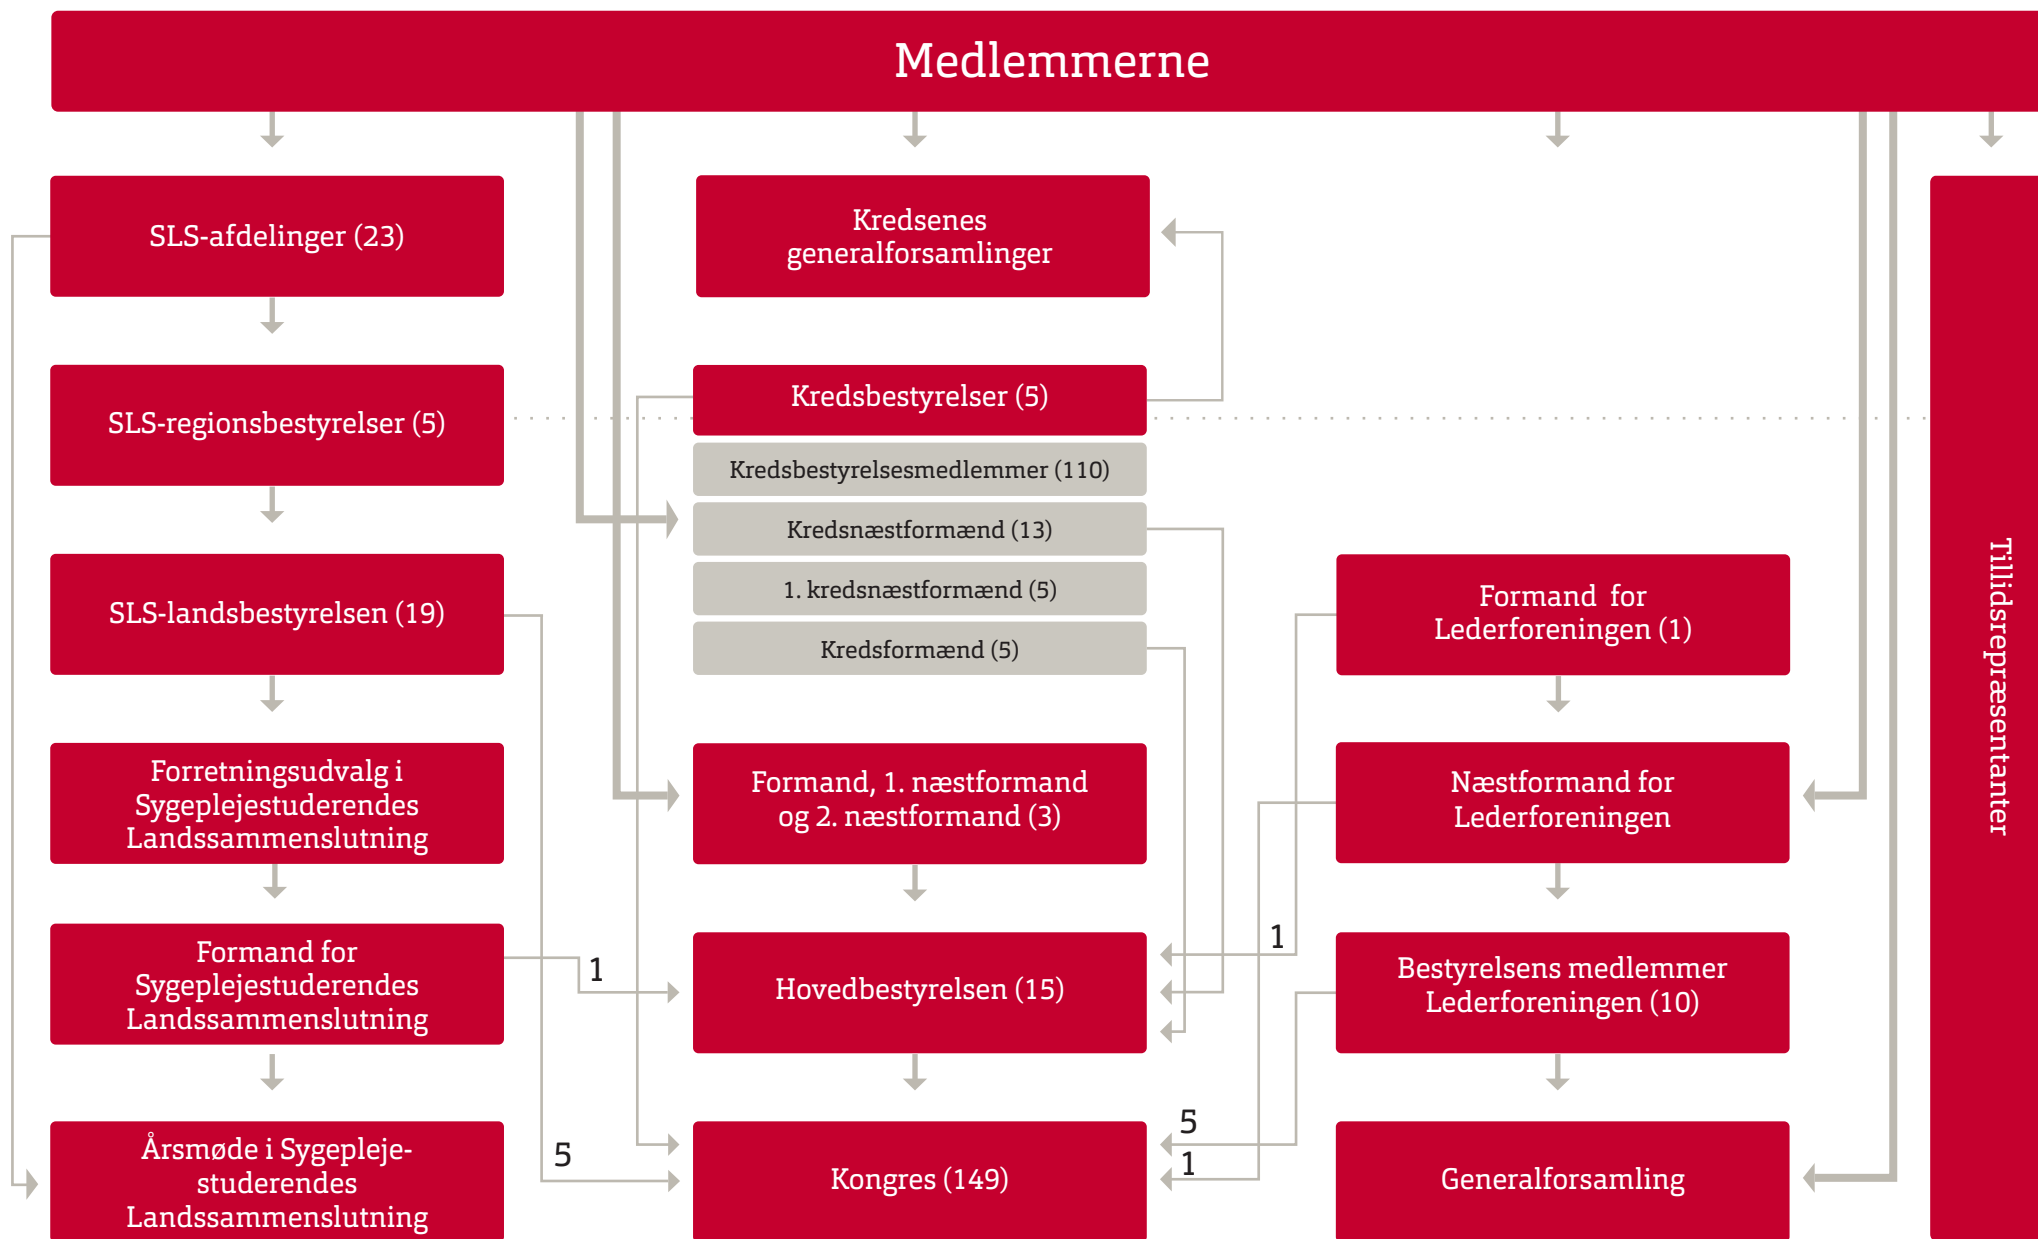 Medlemmerne
SLS-afdelinger (23)
SLS-regionsbestyrelser (5)
SLS-landsbestyrelsen (19)
Forretningsudvalg i
Sygeplejestuderendes
Landssammenslutning
Formand for
Sygeplejestuderendes
Landssammenslutning
Årsmøde i Sygepleje-
studerendes
Landssammenslutning
1
5
Kredsenes
generalforsamlinger
Kredsbestyrelser (5)
Kredsbestyrelsesmedlemmer (110)
Kredsnæstformænd (13)
1. kredsnæstformænd (5)
Kredsformænd (5)
Formand, 1. næstformand
og 2. næstformand (3)
Hovedbestyrelsen (15)
Kongres (149)
1
5
1
Formand for
Lederforeningen (1)
Næstformand for
Lederforeningen
Bestyrelsens medlemmer
Lederforeningen (10)
Generalforsamling
Tillidsrepræsentanter